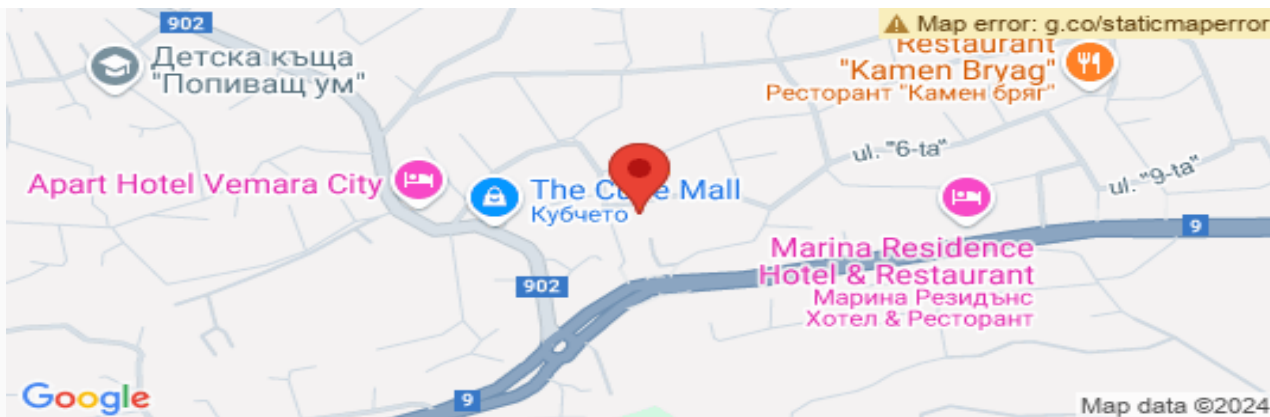 902
Map error: g.co/staticmaperror
Детска къща
"Попиващ ум"
Restaurant
"Kamen Bryag"
Ресторант "Камен бряг"
ul. "6-ta"
ul. "9-ta"
Apart Hotel Vemara City
The Cube Mall
Кубчето
9
Marina Residence
Hotel & Restaurant
Марина Резидънс
Хотел & Ресторант
902
9
Google
Map data ©2024